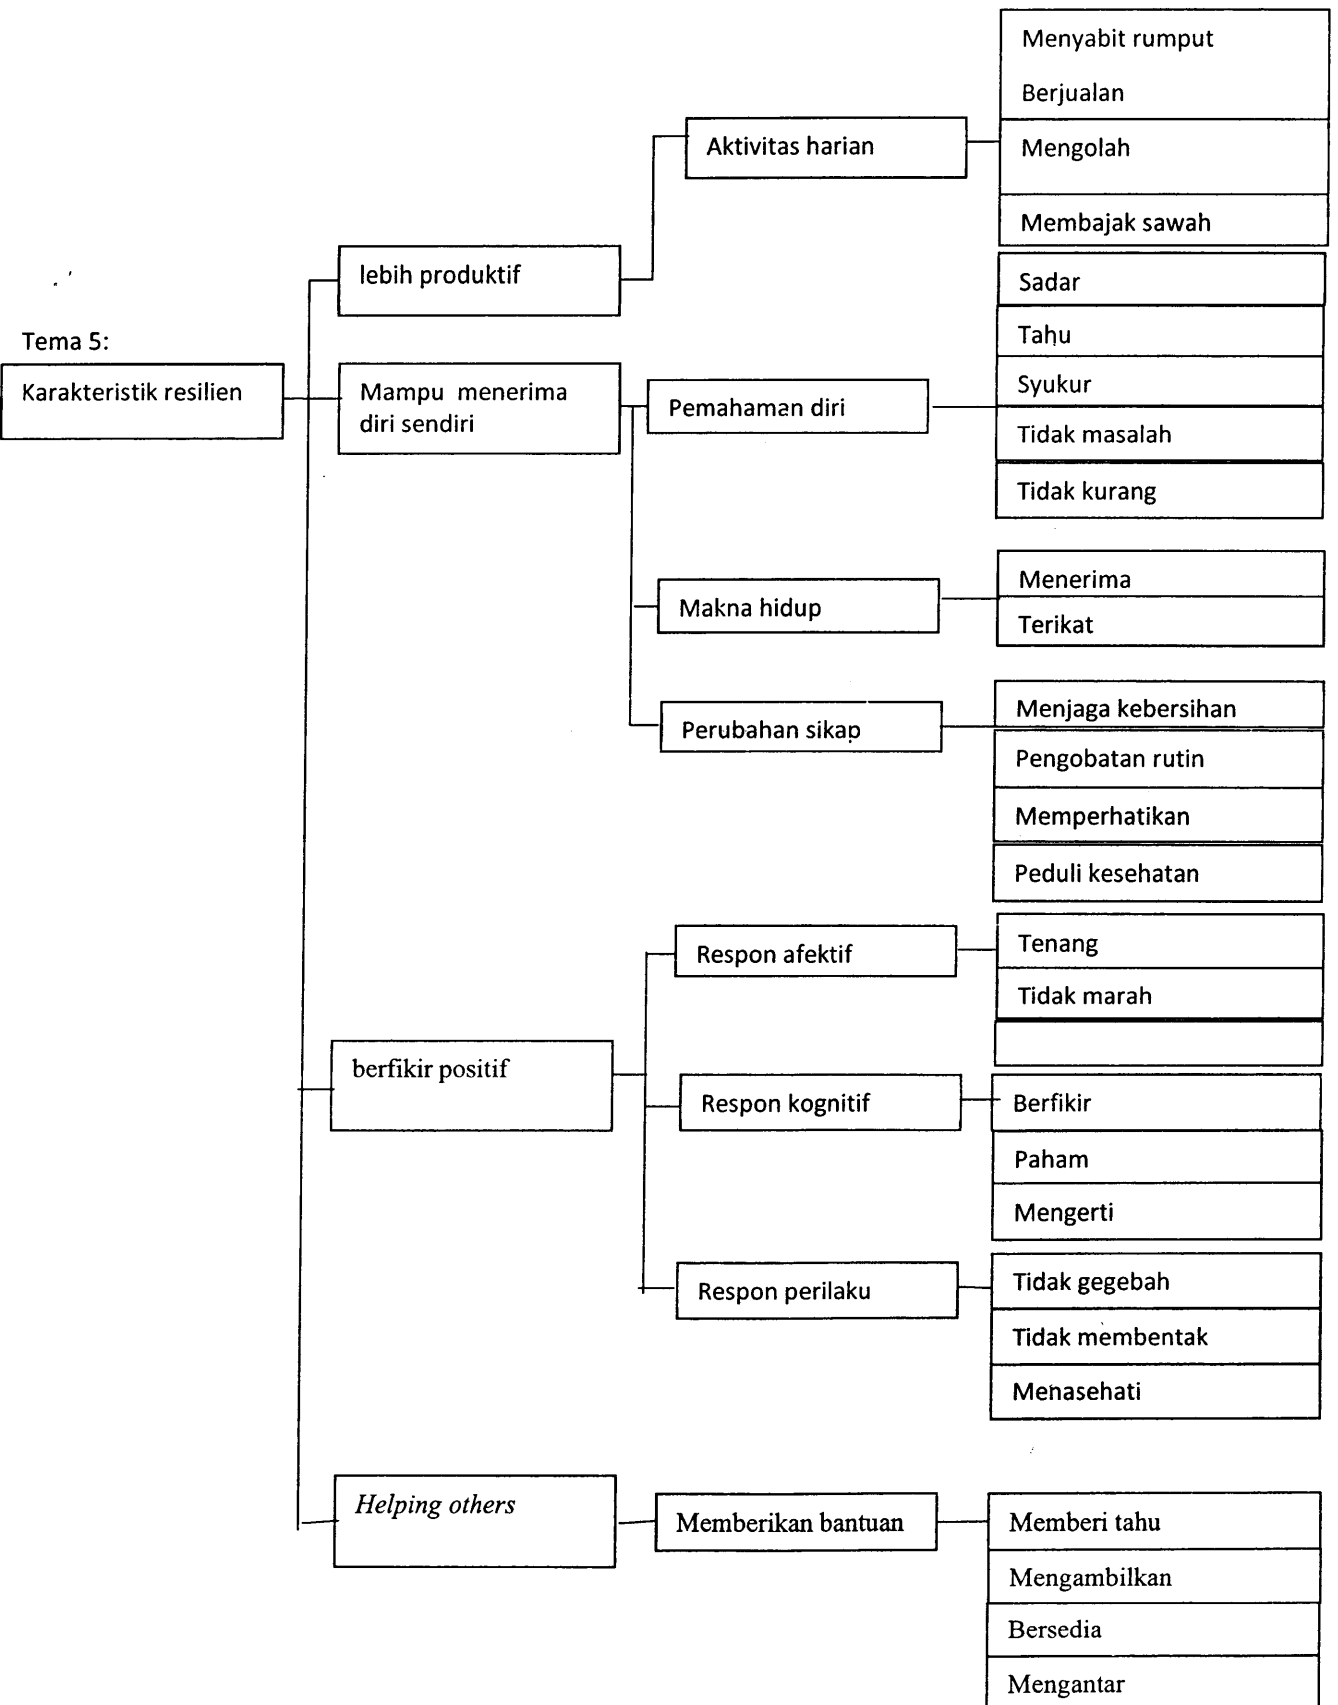 Menyabit rumput
Berjualan
Aktivitas harian
Mengolah
Membajak sawah
lebih produktif
Sadar
Tema 5:
Tahu
Karakteristik resilien
Mampu menerima
diri sendiri
Pemahaman diri
Syukur
Tidak masalah
Tidak kurang
Makna hidup
Menerima
Terikat
Perubahan sikap
Menjaga kebersihan
Pengobatan rutin
Memperhatikan
Peduli kesehatan
Respon afektif
Tenang
Tidak marah
berfikir positif
Respon kognitif
Berfikir
Paham
Mengerti
Respon perilaku
Tidak gegebah
Tidak membentak
Menasehati
Helping others
Memberikan bantuan
Memberi tahu
Mengambilkan
Bersedia
Mengantar